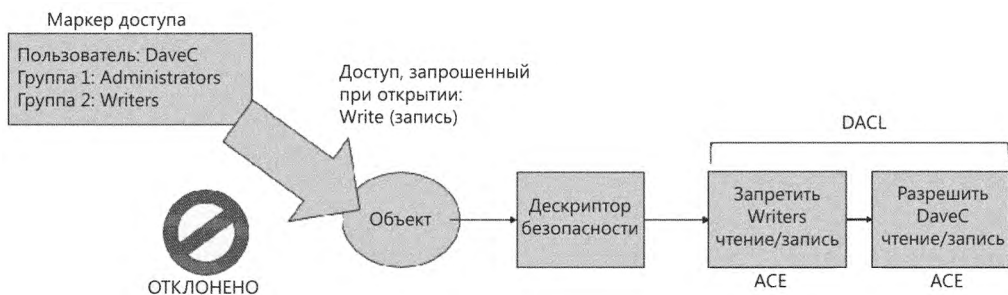 Маркер доступа
Пользователь: DaveC
Группа 1: Administrators
Группа 2: Writers
Доступ, запрошенный
при открытии:
Write (запись)
DACL
Объект
Дескриптор
безопасности
Запретить
Writers
чтение/запись
Разрешить
DaveC
чтение/запись
ACE
ACE
ОТКЛОНЕНО